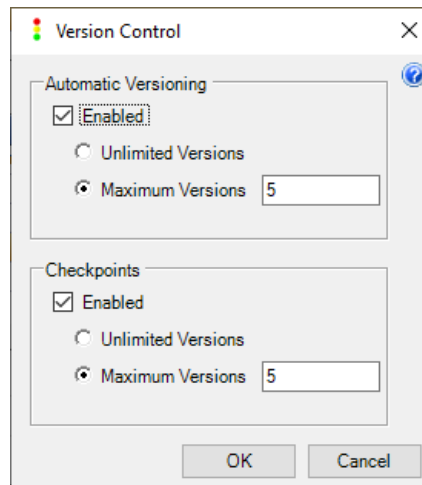 Version Control
Automatic Versioning
Enabled
Unlimited Versions
Maximum Versions 5
Checkpoints
Enabled
Unlimited Versions
Maximum Versions 5
OK Cancel